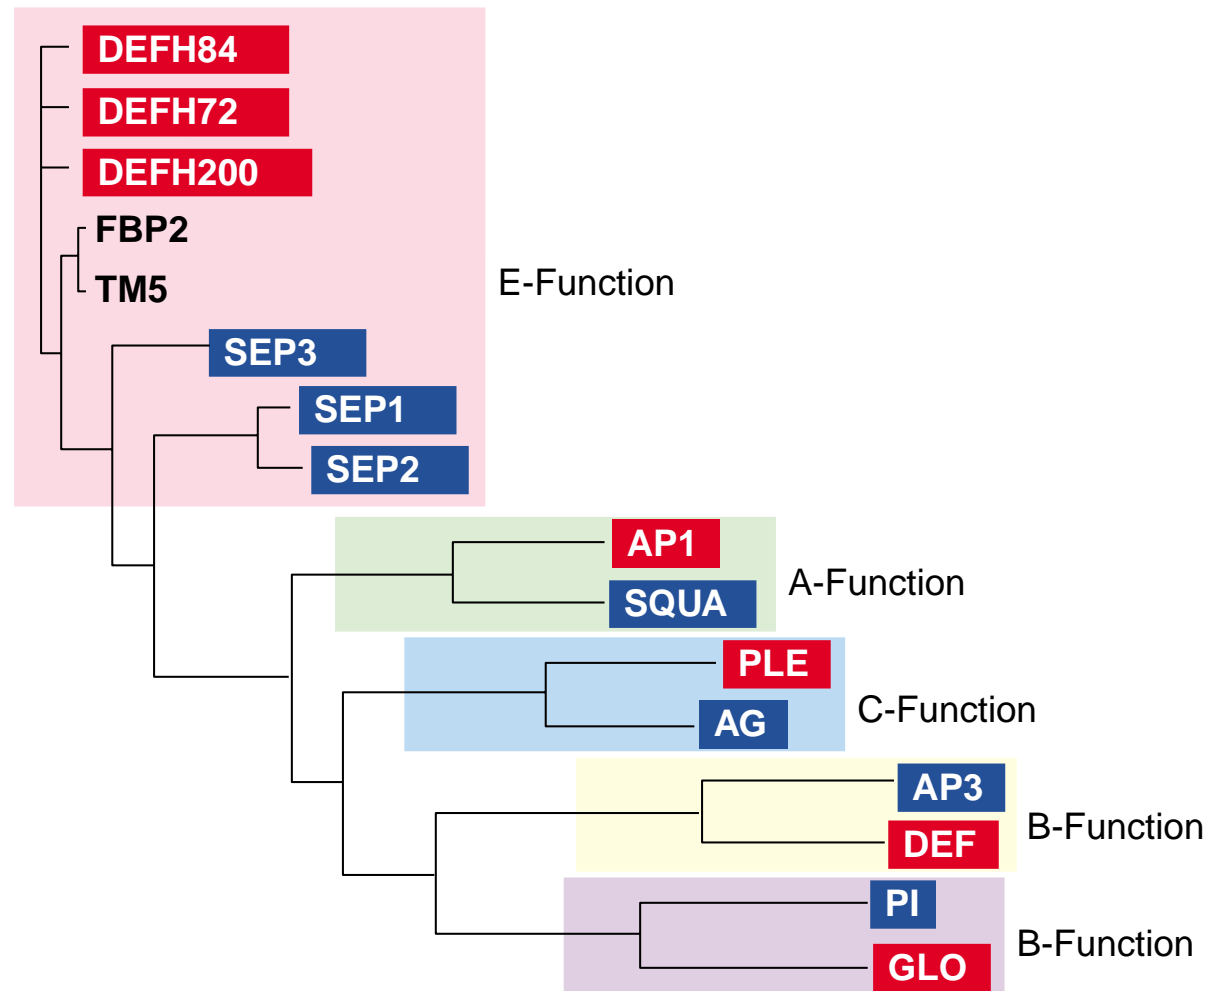 DEFH84
DEFH72
DEFH200
FBP2
TM5
E-Function
SEP3
SEP1
SEP2
AP1
SQUA
A-Function
PLE
AG
C-Function
AP3
DEF
B-Function
PI
GLO
B-Function